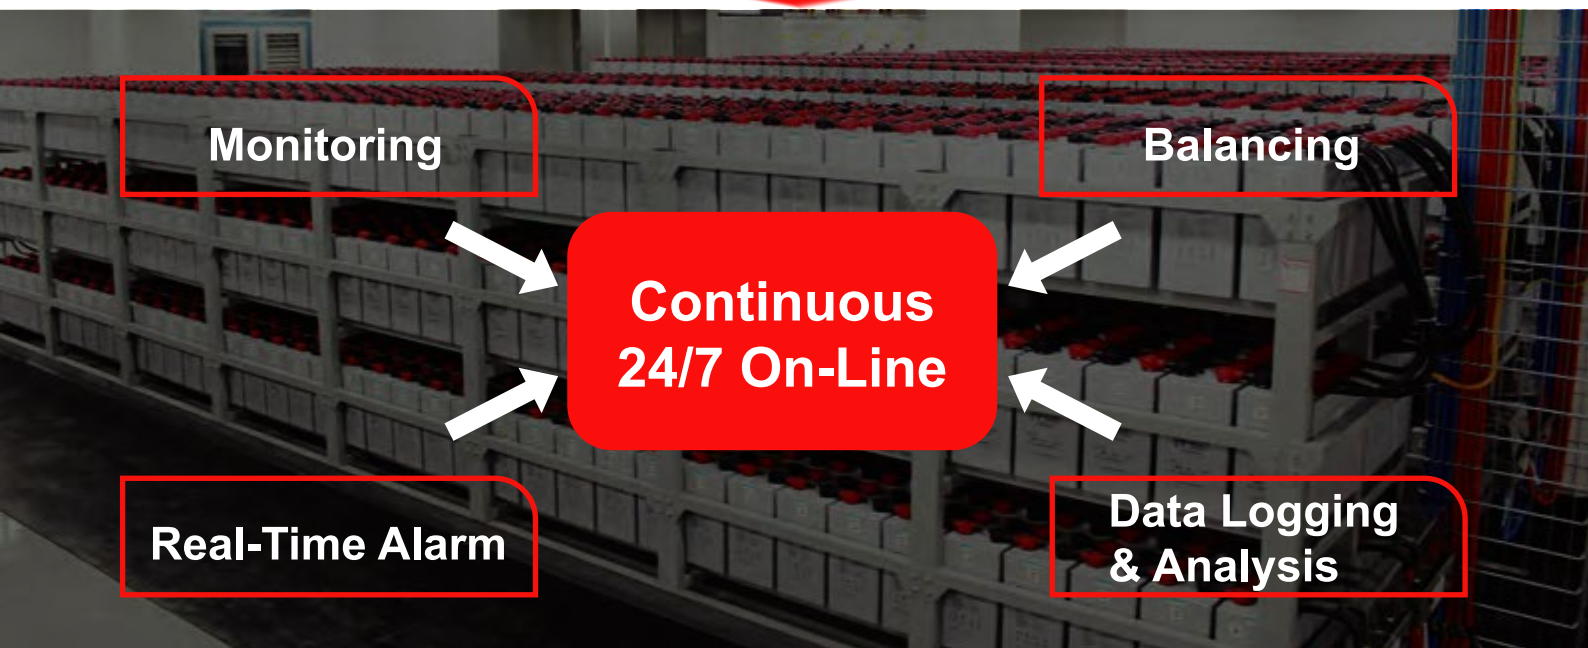 Monitoring
Balancing
Continuous
24/7 On-Line
Real-Time Alarm
Data Logging
& Analysis